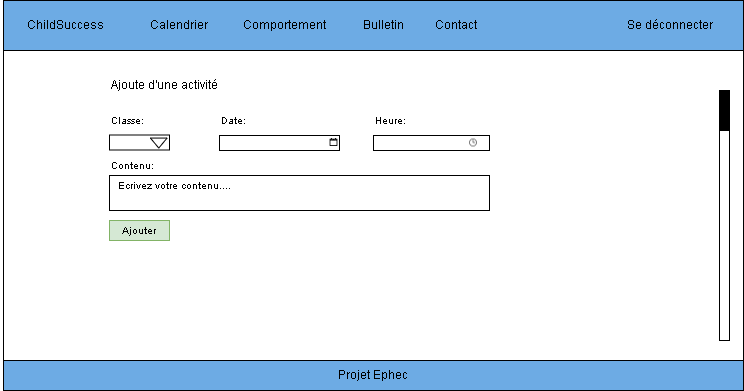 ChildSuccess Calendrier Comportement Bulletin Contact Se déconnecter
Ajoute d'une activité
Classe: Date: Heure:
Contenu:
Ecrivez votre contenu....
Ajouter
Projet Ephec